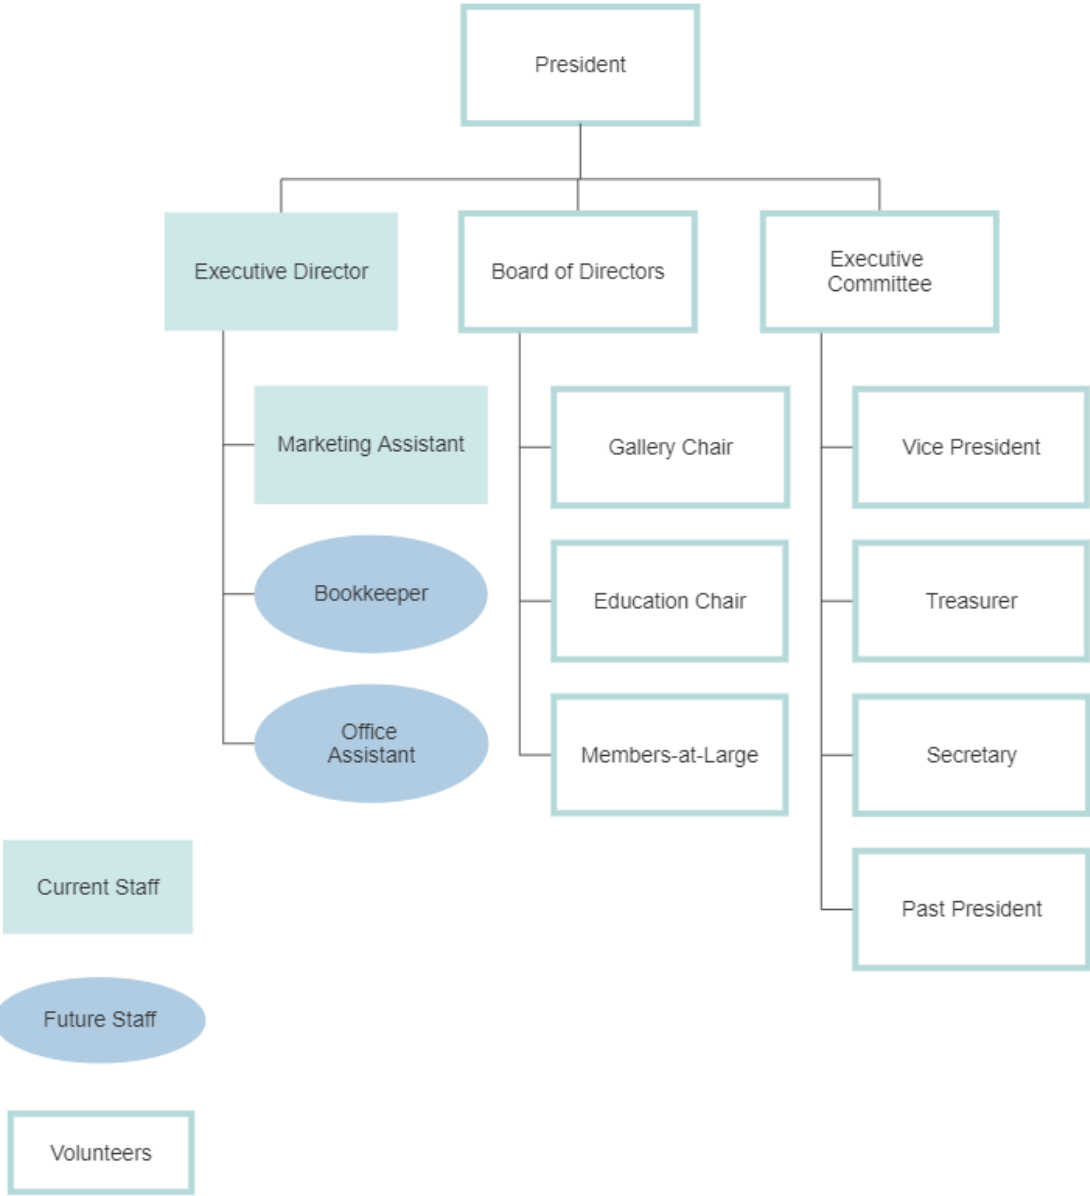 President
Executive Director
Board of Directors
Executive
Committee
Marketing Assistant
Gallery Chair
Vice President
Bookkeeper
Education Chair
Treasurer
Office
Assistant
Members-at-Large
Secretary
Current Staff
Past President
Future Staff
Volunteers